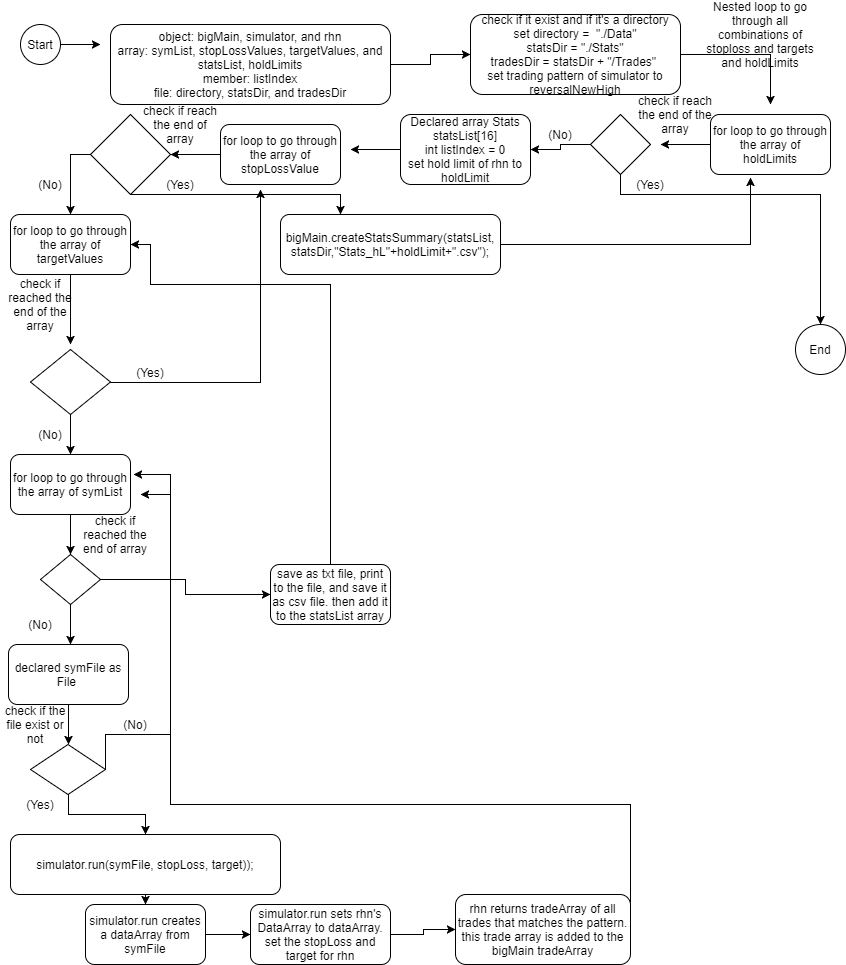 Start
object: bigMain, simulator, and rhn
array: symList, stopLossValues, targetValues, and
statsList, holdLimits
member: listIndex
file: directory, statsDir, and tradesDir
check if it exist and if it's a directory
set directory = "./Data"
statsDir = "./Stats"
tradesDir = statsDir + "/Trades"
set trading pattern of simulator to
reversalNewHigh
Nested loop to go
through all
combinations of
stoploss and targets
and holdLimits
check if reach
the end of
array
for loop to go through
the array of
stopLossValue
Declared array Stats
statsList[16]
int listIndex = 0
set hold limit of rhn to
holdLimit
(No)
check if reach
the end of the
array
for loop to go through
the array of
holdLimits
(No)
(Yes)
(Yes)
for loop to go through
the array of
targetValues
bigMain.createStatsSummary(statsList,
statsDir,"Stats_hL"+holdLimit+".csv");
check if
reached the
end of the
array
End
(Yes)
(No)
for loop to go through
the array of symList
check if
reached the
end of array
save as txt file, print
to the file, and save it
as csv file. then add it
to the statsList array
(No)
declared symFile as
File
check if the
file exist or
not
(No)
(Yes)
simulator.run(symFile, stopLoss, target));
simulator.run creates
a dataArray from
symFile
simulator.run sets rhn's
DataArray to dataArray.
set the stopLoss and
target for rhn
rhn returns tradeArray of all
trades that matches the pattern.
this trade array is added to the
bigMain tradeArray